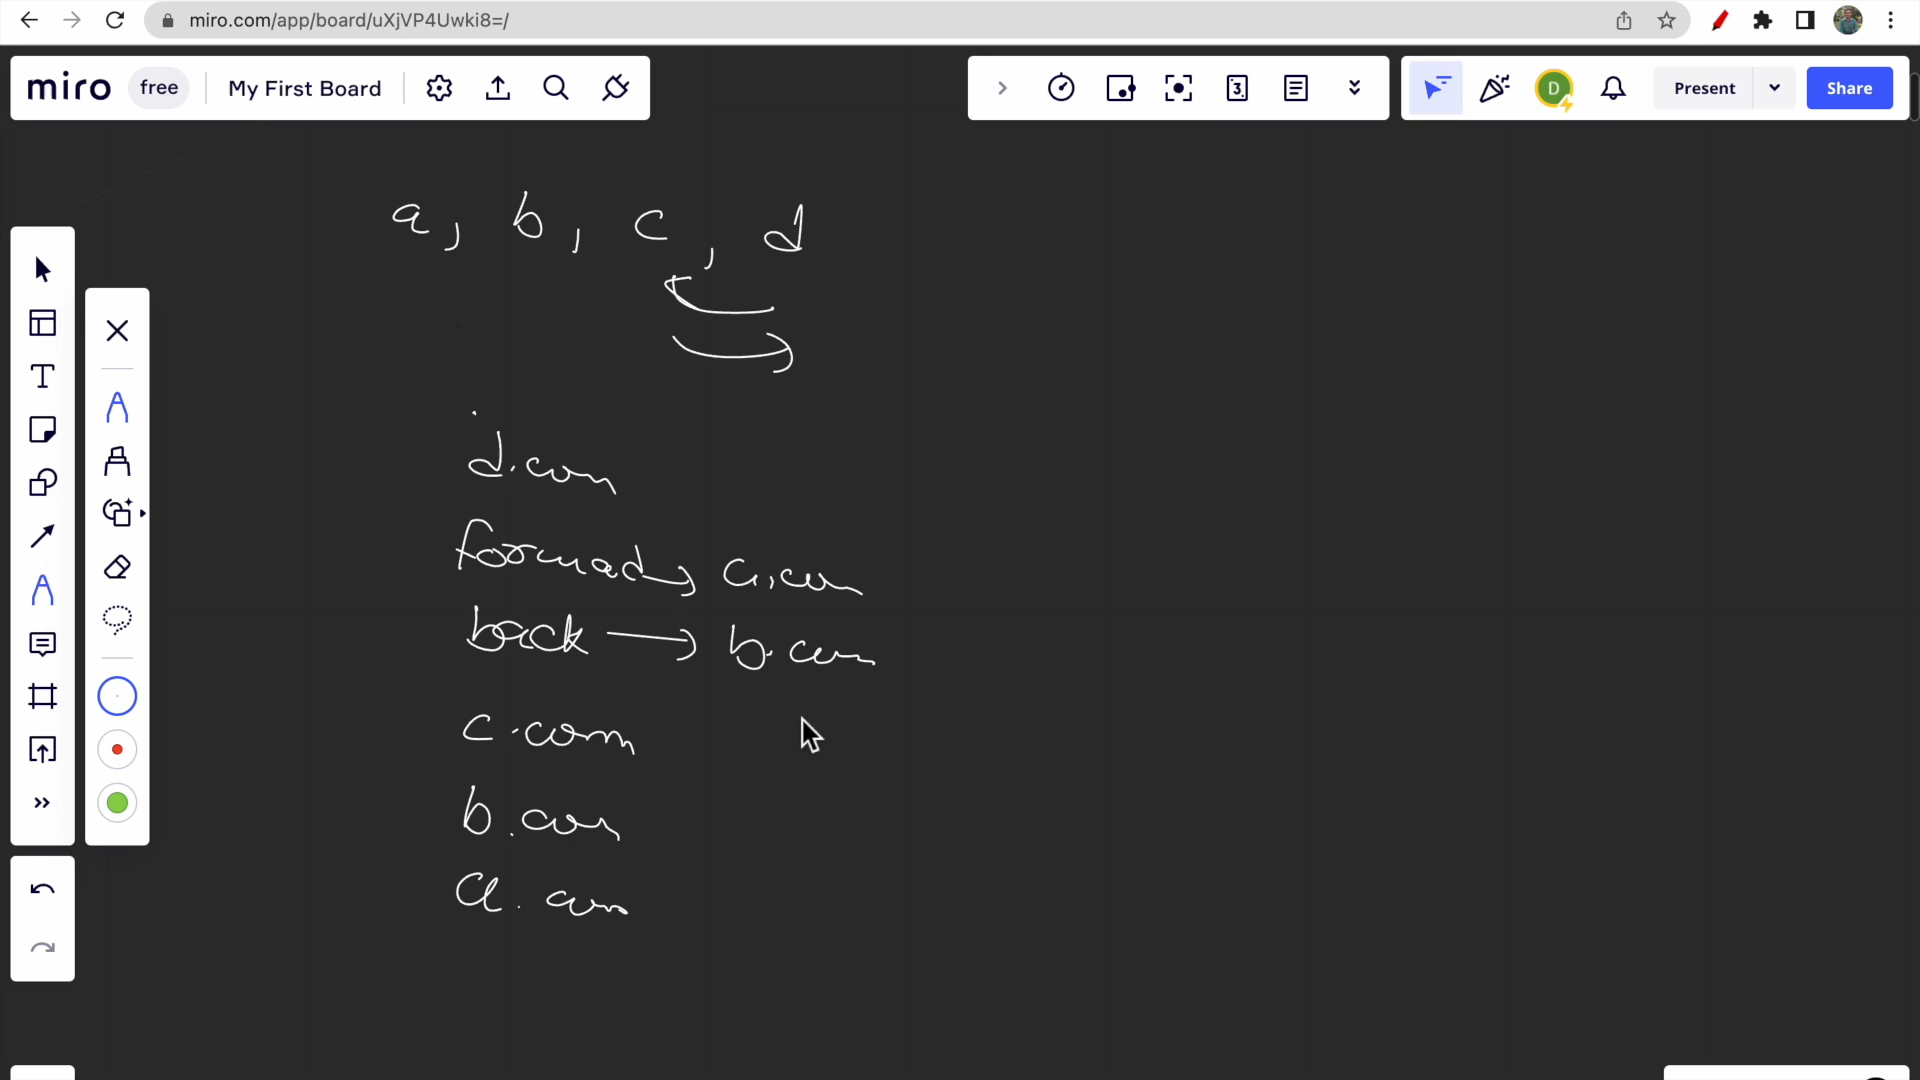 miro.com/app/board/uXjVP4Uwki8=/
miro free My First Board 3 D Present Share
a, b, c, d
d.com
forward → a.com
back → b.com
c.com
b.com
a.com